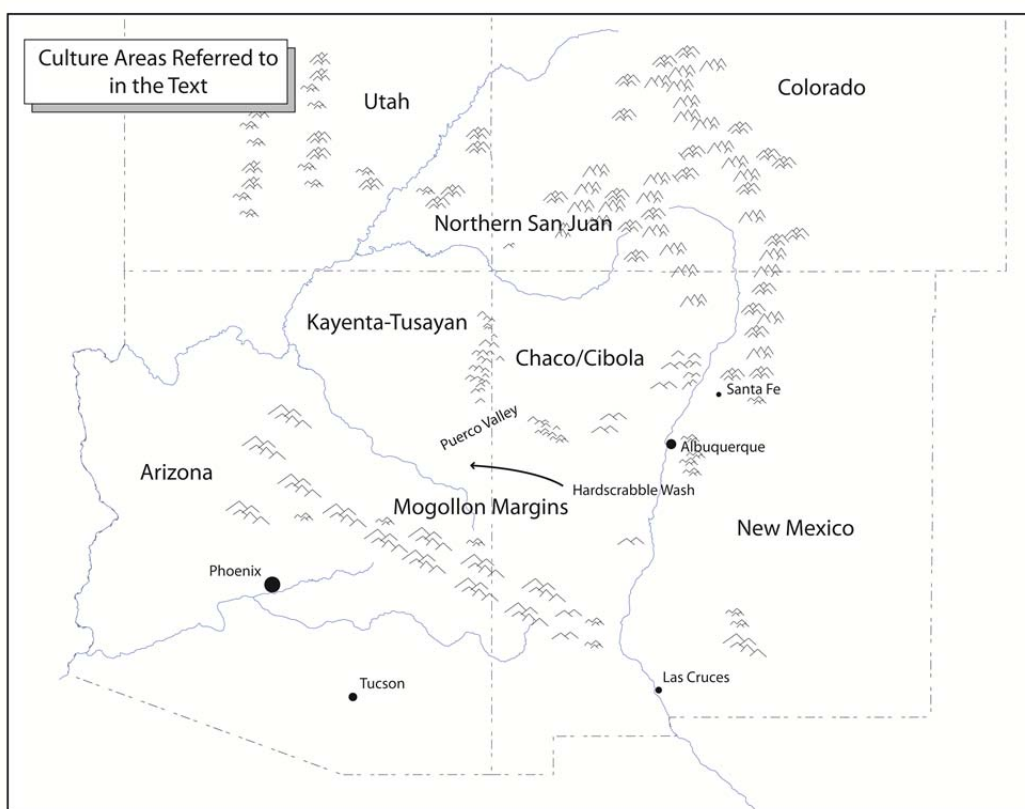 Culture Areas Referred to
in the Text
Utah
Colorado
Northern San Juan
Kayenta-Tusayan
Chaco/Cibola
Santa Fe
Puerco Valley
Albuquerque
Arizona
Hardscrabble Wash
Mogollon Margins
New Mexico
Phoenix
Tucson
Las Cruces